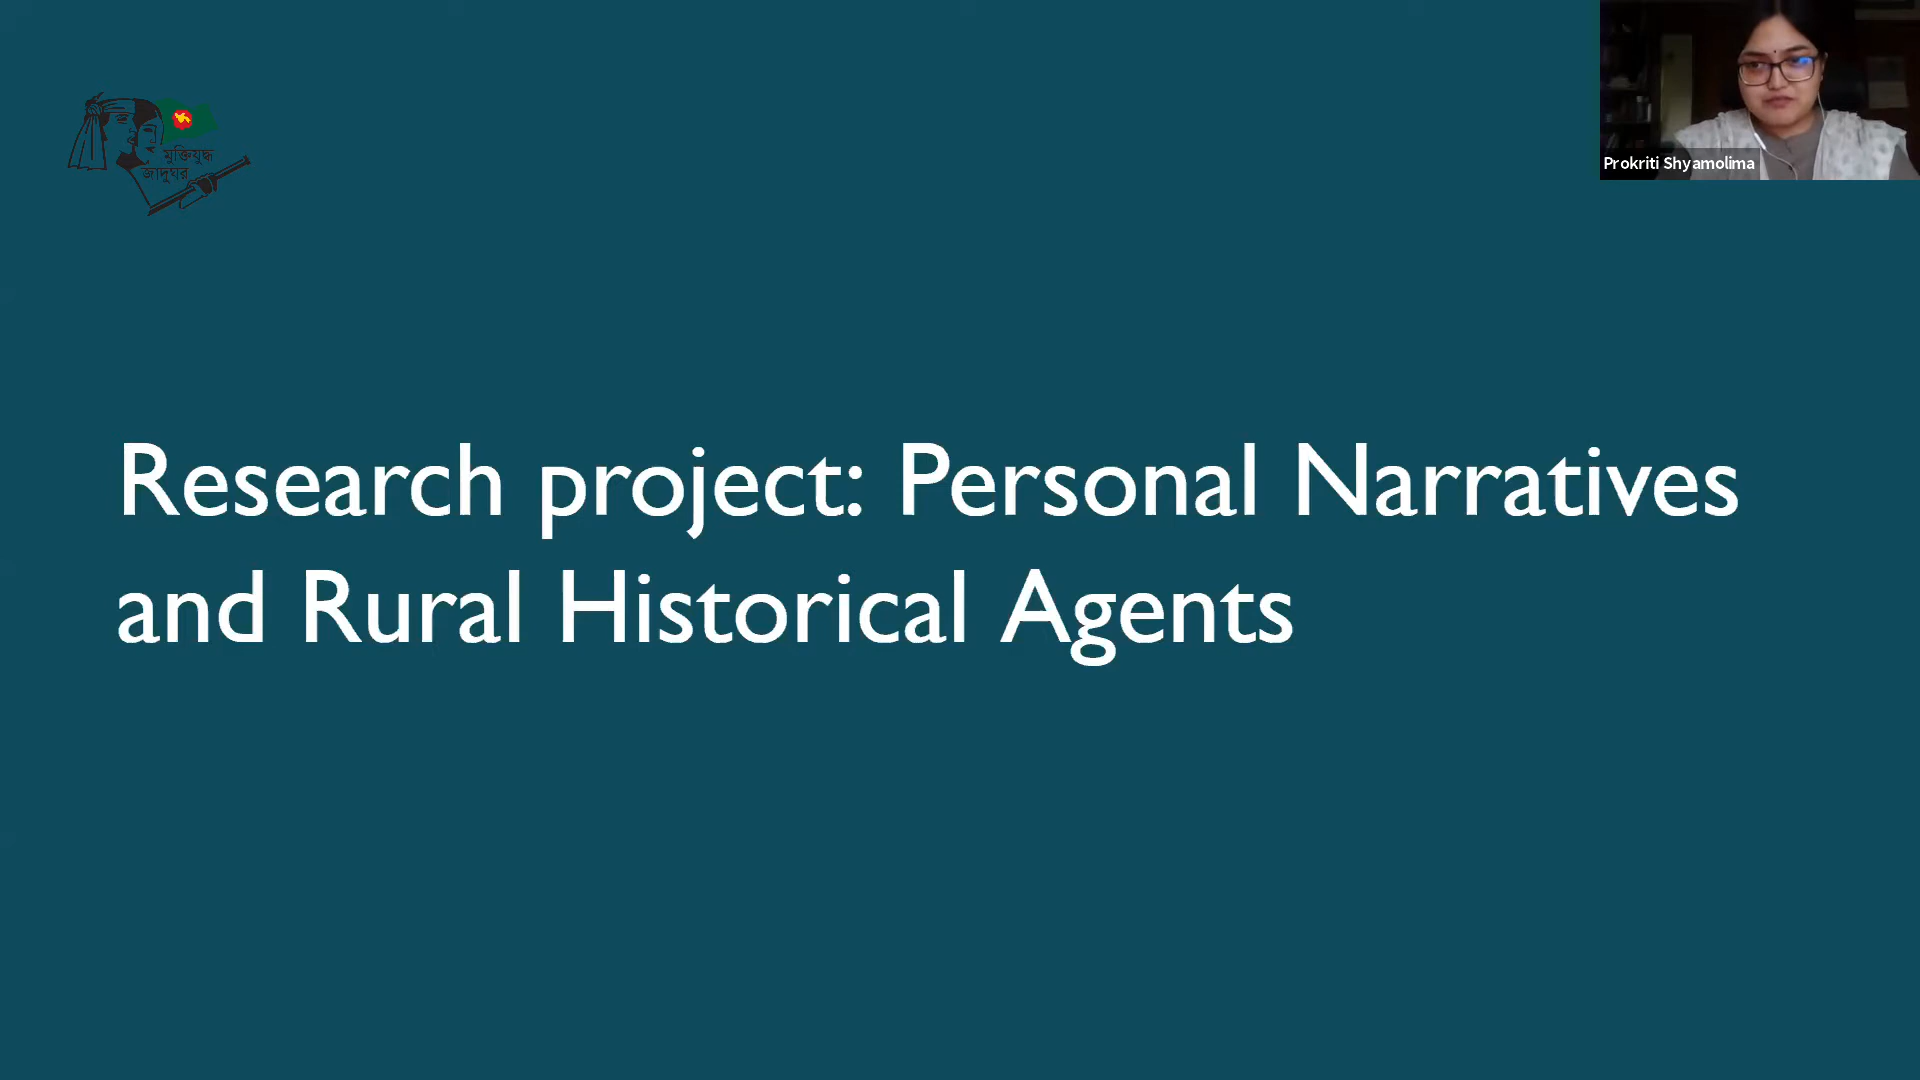 মুক্তিযুদ্ধ
জাদুঘর
Prokriti Shyamolima
Research project: Personal Narratives
and Rural Historical Agents